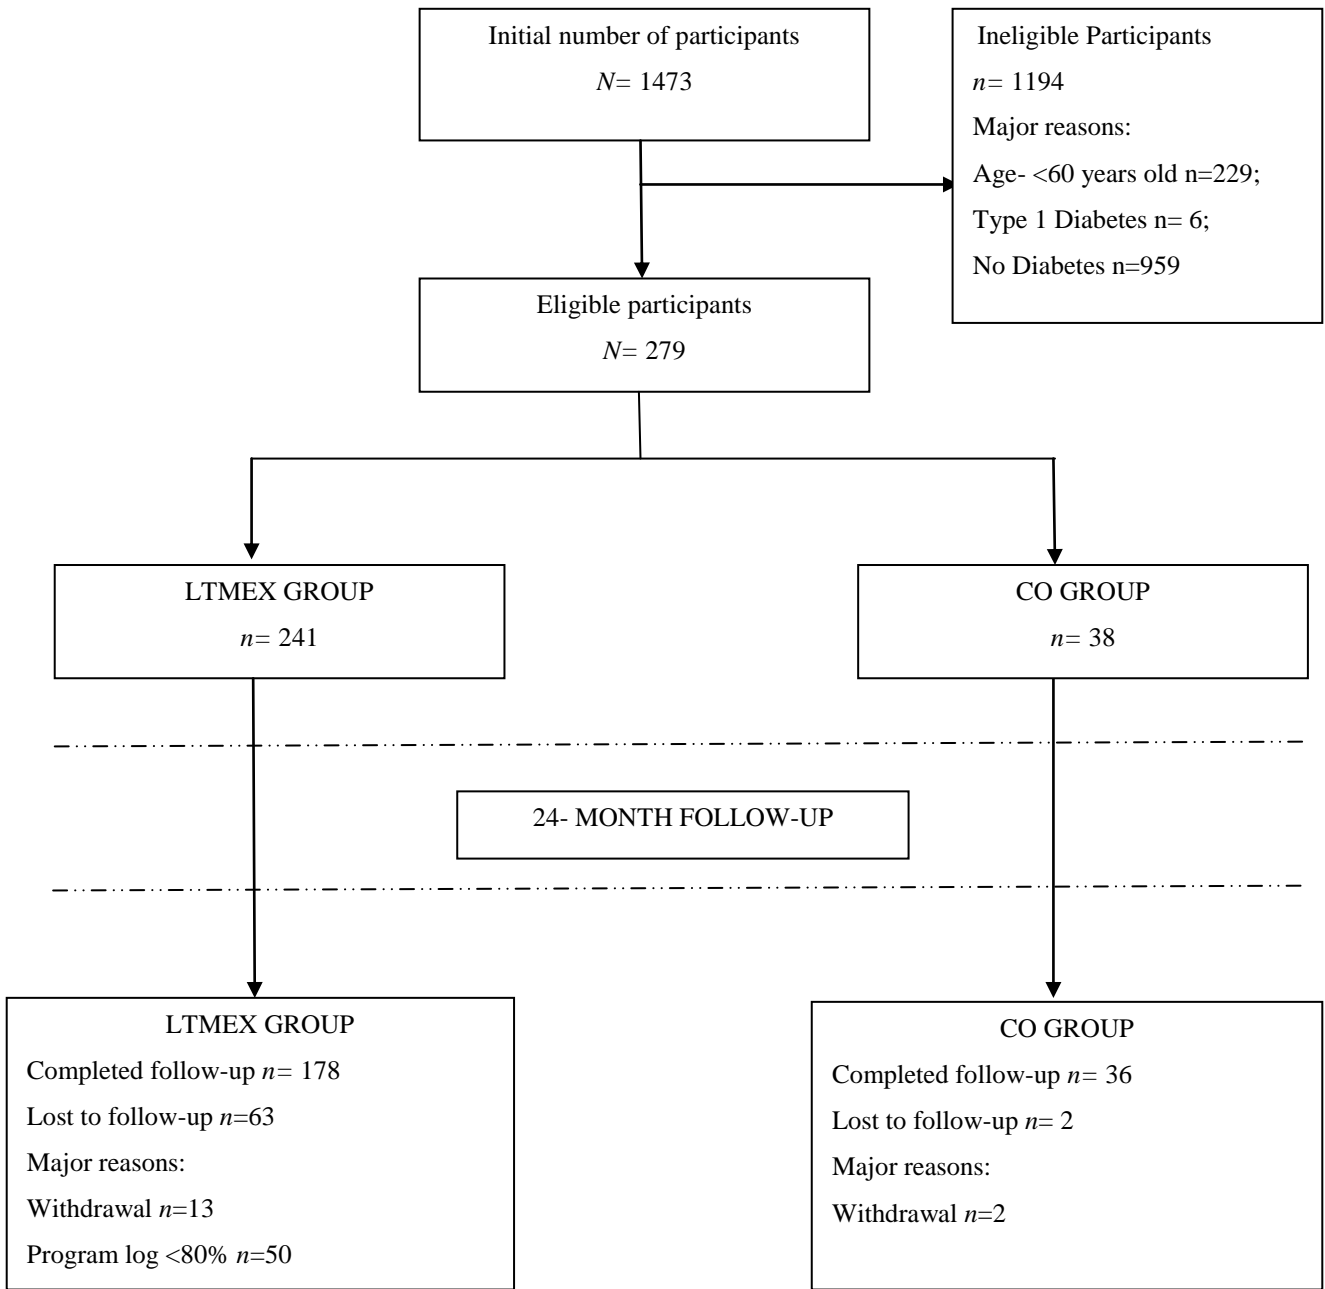 Initial number of participants
N= 1473
Ineligible Participants
n= 1194
Major reasons:
Age- <60 years old n=229;
Type 1 Diabetes n= 6;
No Diabetes n=959
Eligible participants
N= 279
LTMEX GROUP
n= 241
CO GROUP
n= 38
24- MONTH FOLLOW-UP
LTMEX GROUP
Completed follow-up n= 178
Lost to follow-up n=63
Major reasons:
Withdrawal n=13
Program log <80% n=50
CO GROUP
Completed follow-up n= 36
Lost to follow-up n= 2
Major reasons:
Withdrawal n=2